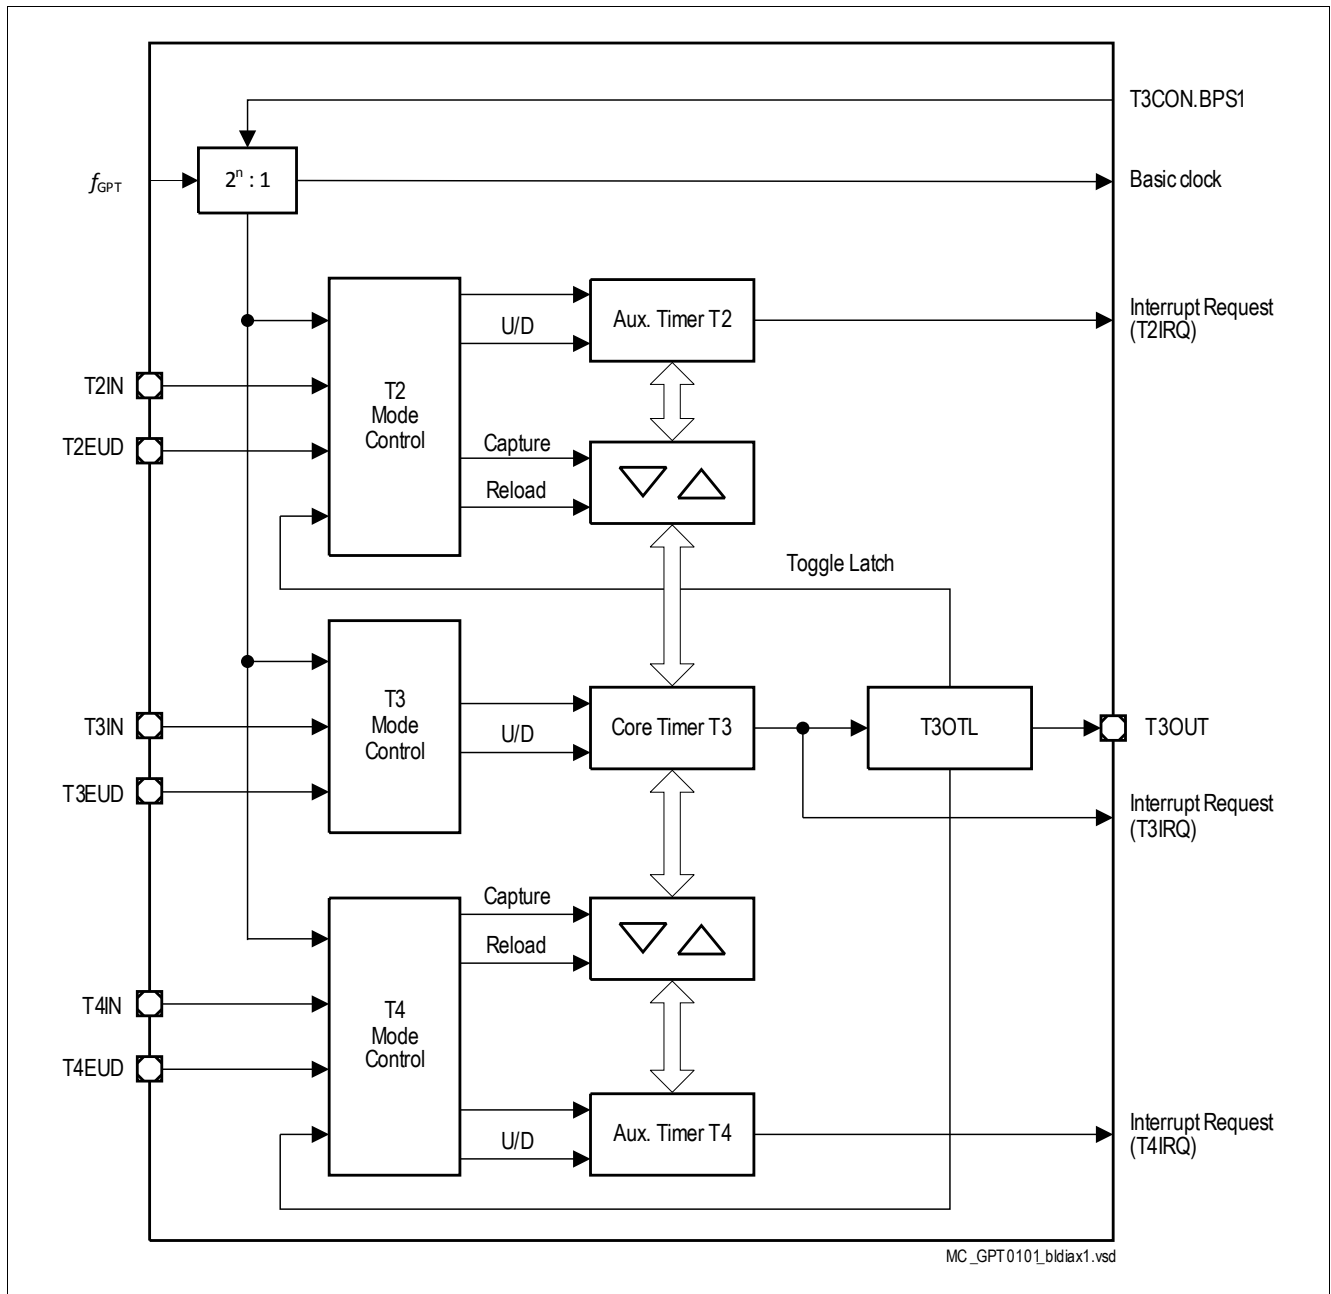 T3CON.BPS1
fGPT
2ⁿ : 1
Basic clock
Aux. Timer T2
U/D
Interrupt Request
(T2IRQ)
T2IN
T2
Mode
Control
T2EUD
Capture
Reload
Toggle Latch
T3
Mode
Control
T3IN
U/D
Core Timer T3
T3OTL
T3OUT
T3EUD
Interrupt Request
(T3IRQ)
Capture
Reload
T4IN
T4
Mode
Control
T4EUD
U/D
Aux. Timer T4
Interrupt Request
(T4IRQ)
MC_GPT0101_bldiax1.vsd